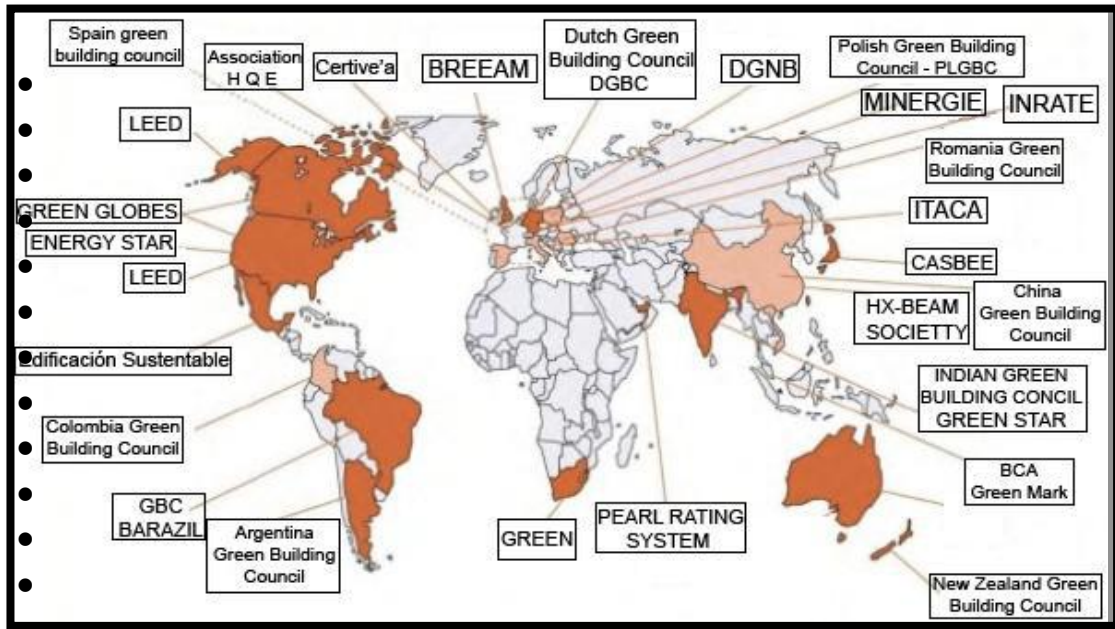 Spain green
building council
Association
H Q E
Certive'a
BREEAM
Dutch Green
Building Council
DGBC
DGNB
Polish Green Building
Council - PLGBC
MINERGIE
INRATE
LEED
Romania Green
Building Council
GREEN GLOBES
ITACA
ENERGY STAR
LEED
CASBEE
HX-BEAM
SOCIETTY
China
Green Building
Council
Edificación Sustentable
INDIAN GREEN
BUILDING CONCIL
GREEN STAR
Colombia Green
Building Council
BCA
Green Mark
GBC
BARAZIL
Argentina
Green Building
Council
GREEN
PEARL RATING
SYSTEM
New Zealand Green
Building Council